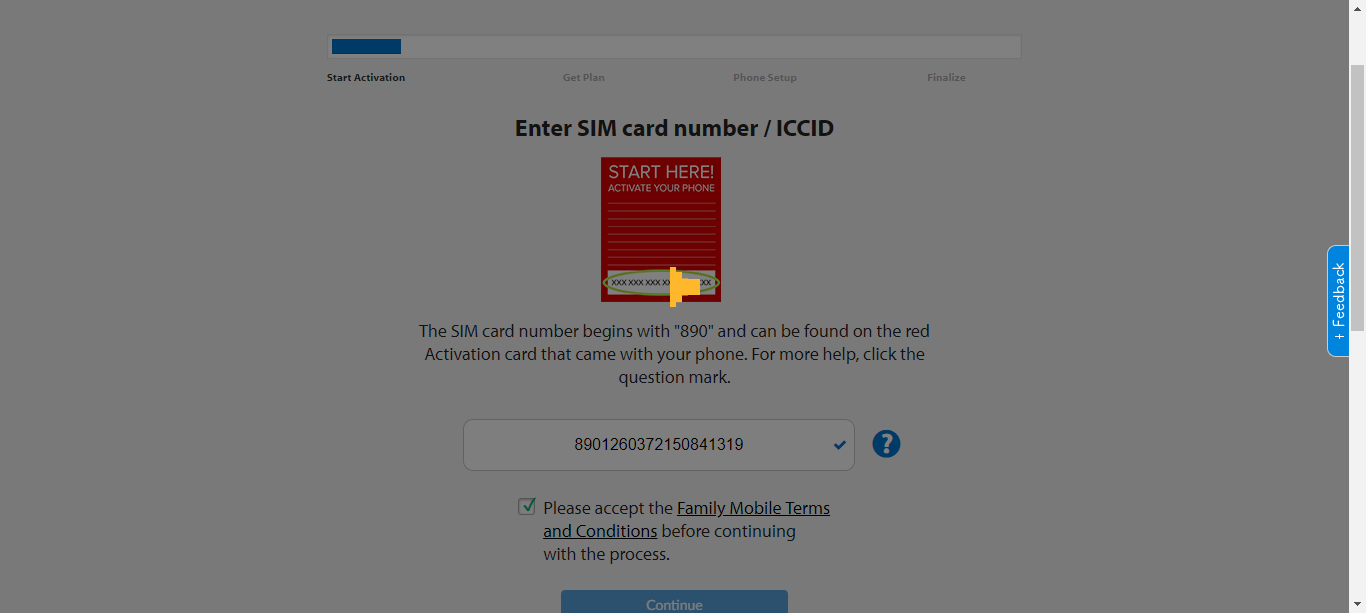 Start Activation
Get Plan
Phone Setup
Finalize
Enter SIM card number / ICCID
START HERE!
ACTIVATE YOUR PHONE
XXX XXX XXX XX XXX
The SIM card number begins with "890" and can be found on the red
Activation card that came with your phone. For more help, click the
question mark.
8901260372150841319
?
Please accept the Family Mobile Terms
and Conditions before continuing
with the process.
Continue
+ Feedback